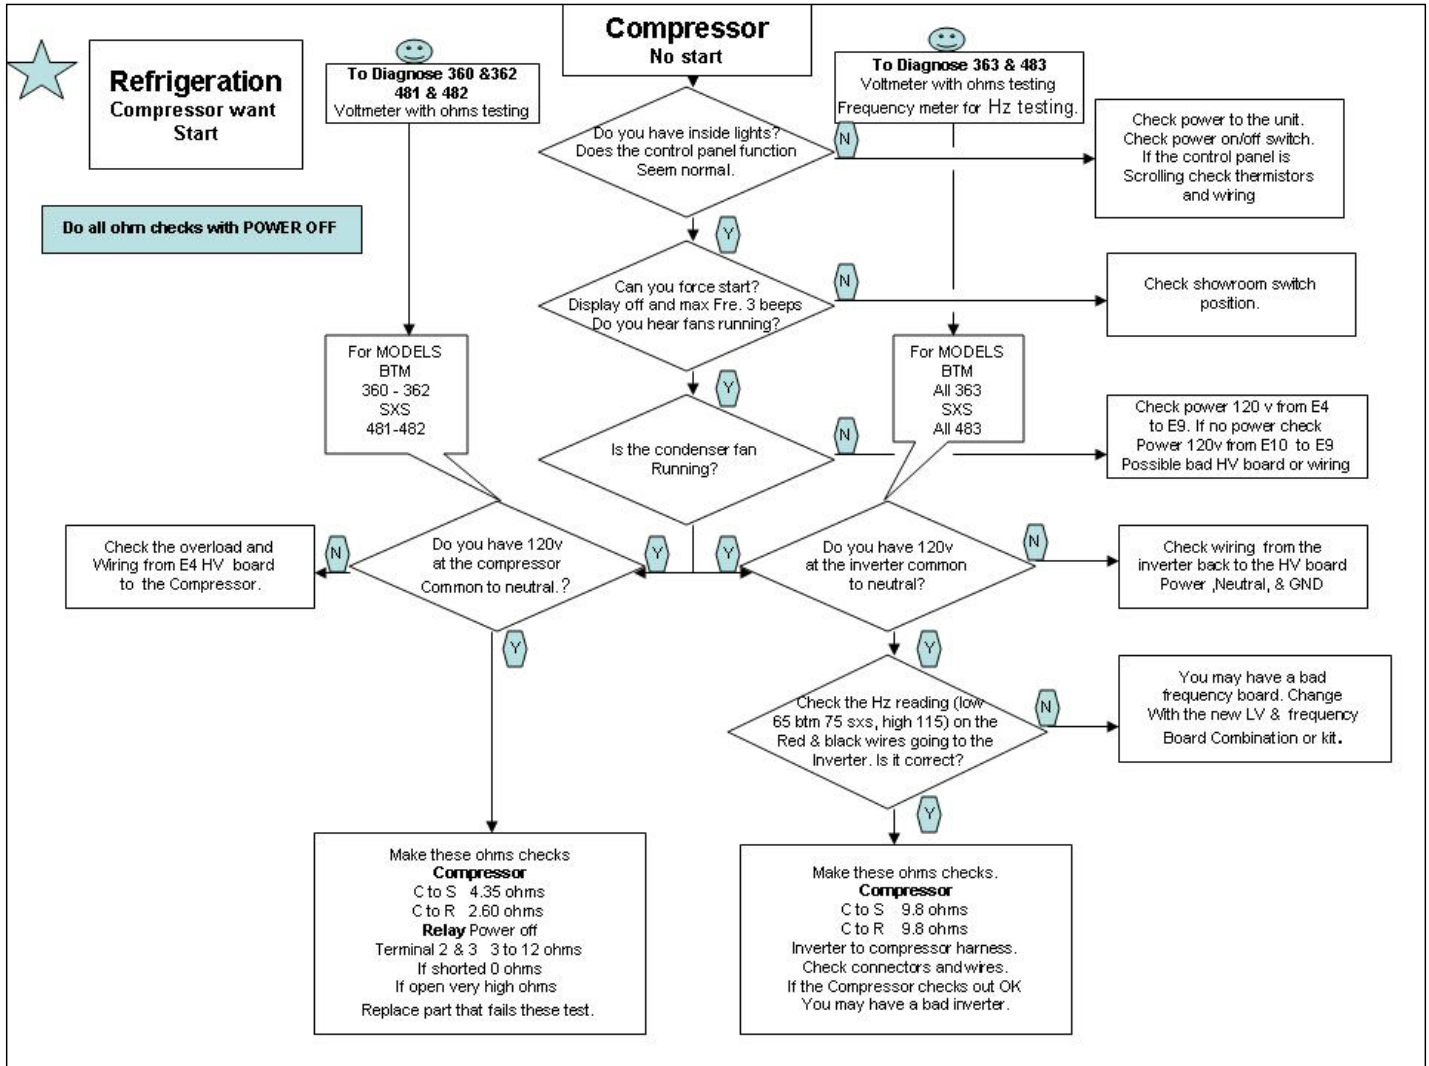 Compressor
No start
Refrigeration
Compressor want
Start
To Diagnose 360 &362
481 & 482
Voltmeter with ohms testing
To Diagnose 363 & 483
Voltmeter with ohms testing
Frequency meter for Hz testing.
Do all ohm checks with POWER OFF
Do you have inside lights?
Does the control panel function
Seem normal.
N
Check power to the unit.
Check power on/off switch.
If the control panel is
Scrolling check thermistors
and wiring
Y
Can you force start?
Display off and max Fre. 3 beeps
Do you hear fans running?
N
Check showroom switch
position.
Y
For MODELS
BTM
360 - 362
SXS
481-482
For MODELS
BTM
All 363
SXS
All 483
Is the condenser fan
Running?
N
Check power 120 v from E4
to E9. If no power check
Power 120v from E10 to E9
Possible bad HV board or wiring
Check the overload and
Wiring from E4 HV board
to the Compressor.
N
Do you have 120v
at the compressor
Common to neutral.?
Y
Y
Do you have 120v
at the inverter common
to neutral?
N
Check wiring from the
inverter back to the HV board
Power ,Neutral, & GND
Y
Y
Check the Hz reading (low
65 btm 75 sxs, high 115) on the
Red & black wires going to the
Inverter. Is it correct?
N
You may have a bad
frequency board. Change
With the new LV & frequency
Board Combination or kit.
Y
Make these ohms checks
Compressor
C to S 4.35 ohms
C to R 2.60 ohms
Relay Power off
Terminal 2 & 3 3 to 12 ohms
If shorted 0 ohms
If open very high ohms
Replace part that fails these test.
Make these ohms checks.
Compressor
C to S 9.8 ohms
C to R 9.8 ohms
Inverter to compressor harness.
Check connectors and wires.
If the Compressor checks out OK
You may have a bad inverter.